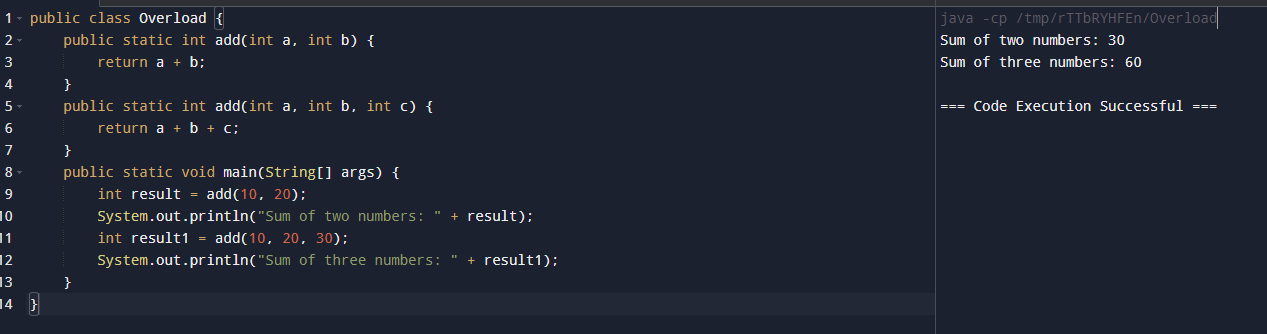 1 public class Overload {
2     public static int add(int a, int b) {
3         return a + b;
4     }
5     public static int add(int a, int b, int c) {
6         return a + b + c;
7     }
8     public static void main(String[] args) {
9         int result = add(10, 20);
10         System.out.println("Sum of two numbers: " + result);
11         int result1 = add(10, 20, 30);
12         System.out.println("Sum of three numbers: " + result1);
13     }
14 }
java -cp /tmp/rTTbRYHFEn/Overload
Sum of two numbers: 30
Sum of three numbers: 60
=== Code Execution Successful ===